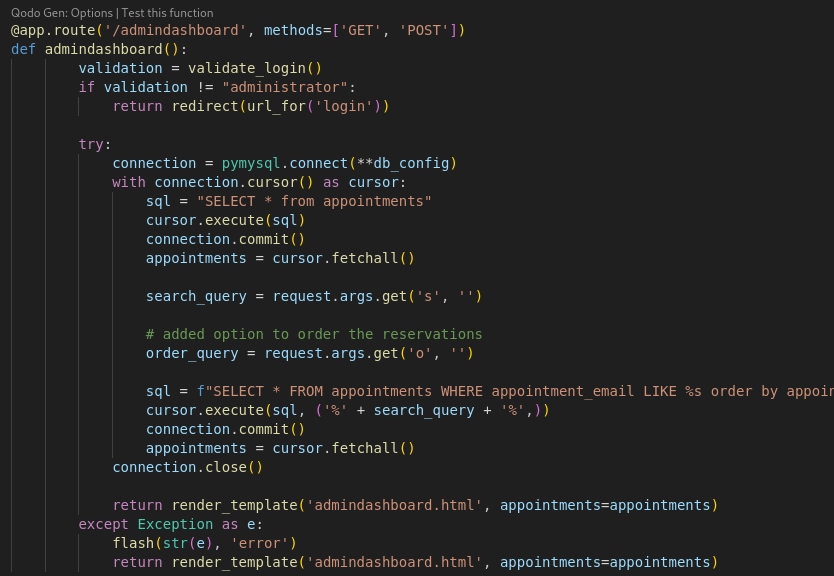 Qodo Gen: Options | Test this function
@app.route('/admindashboard', methods=['GET', 'POST'])
def admindashboard():
        validation = validate_login()
        if validation != "administrator":
            return redirect(url_for('login'))

        try:
            connection = pymysql.connect(**db_config)
            with connection.cursor() as cursor:
                sql = "SELECT * from appointments"
                cursor.execute(sql)
                connection.commit()
                appointments = cursor.fetchall()

                search_query = request.args.get('s', '')

                # added option to order the reservations
                order_query = request.args.get('o', '')

                sql = f"SELECT * FROM appointments WHERE appointment_email LIKE %s order by
                cursor.execute(sql, ('%' + search_query + '%',))
                connection.commit()
                appointments = cursor.fetchall()
            connection.close()

            return render_template('admindashboard.html', appointments=appointments)
        except Exception as e:
            flash(str(e), 'error')
            return render_template('admindashboard.html', appointments=appointments)